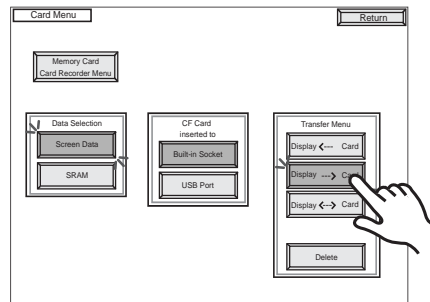 Card Menu
Return
Memory Card
Card Recorder Menu
Data Selection
Screen Data
SRAM
CF Card
inserted to
Built-in Socket
USB Port
Transfer Menu
Display <--- Card
Display ---> Card
Display <--> Card
Delete